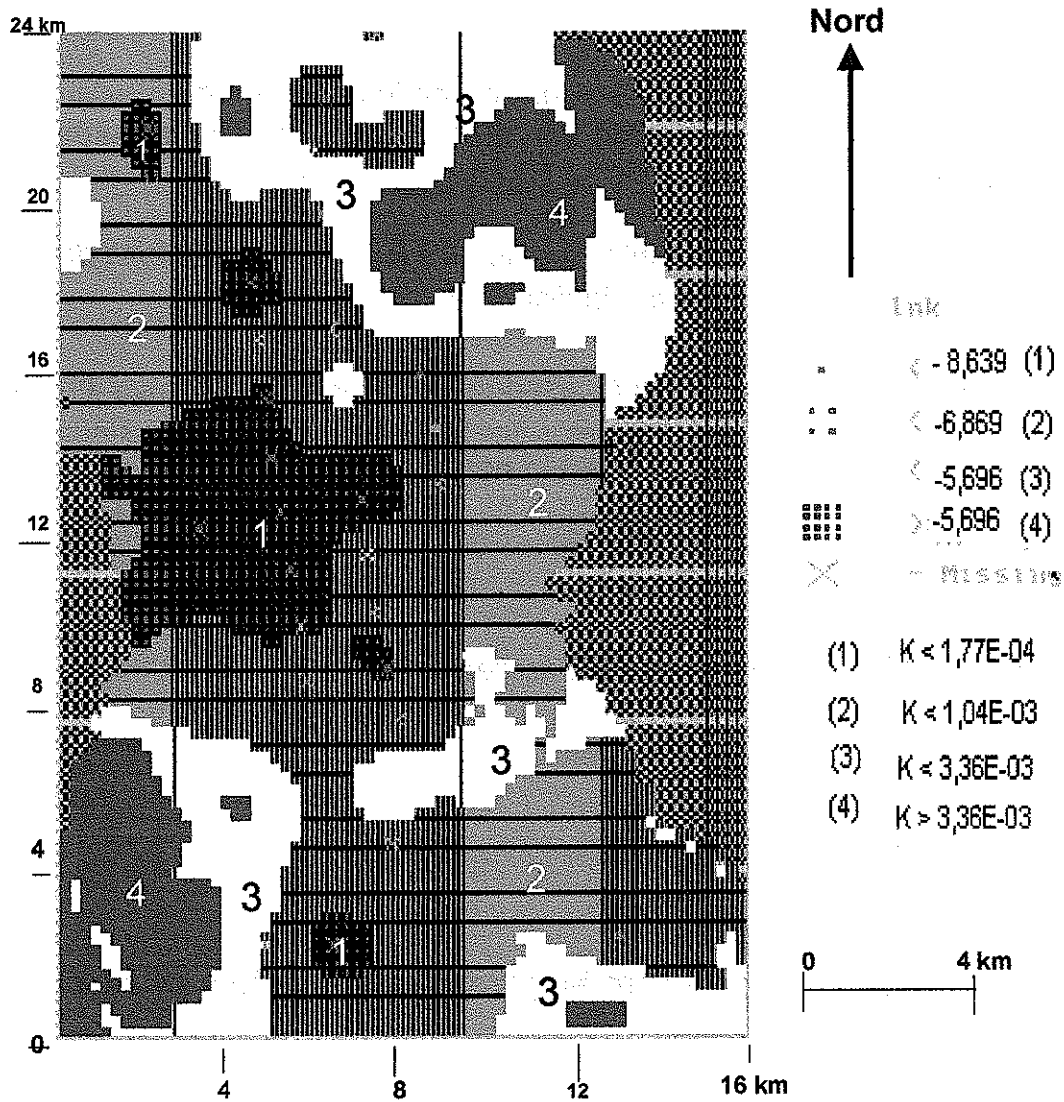 24 km
Nord
3
1
20
3
4
lnk
2
16
< -8,639 (1)
< -6,869 (2)
< -5,696 (3)
> -5,696 (4)
- Missing
2
12
1
(1) K < 1,77E-04
(2) K < 1,04E-03
(3) K < 3,36E-03
(4) K > 3,36E-03
8
3
4
2
4
3
1
3
0 4 km
0
4 8 12 16 km